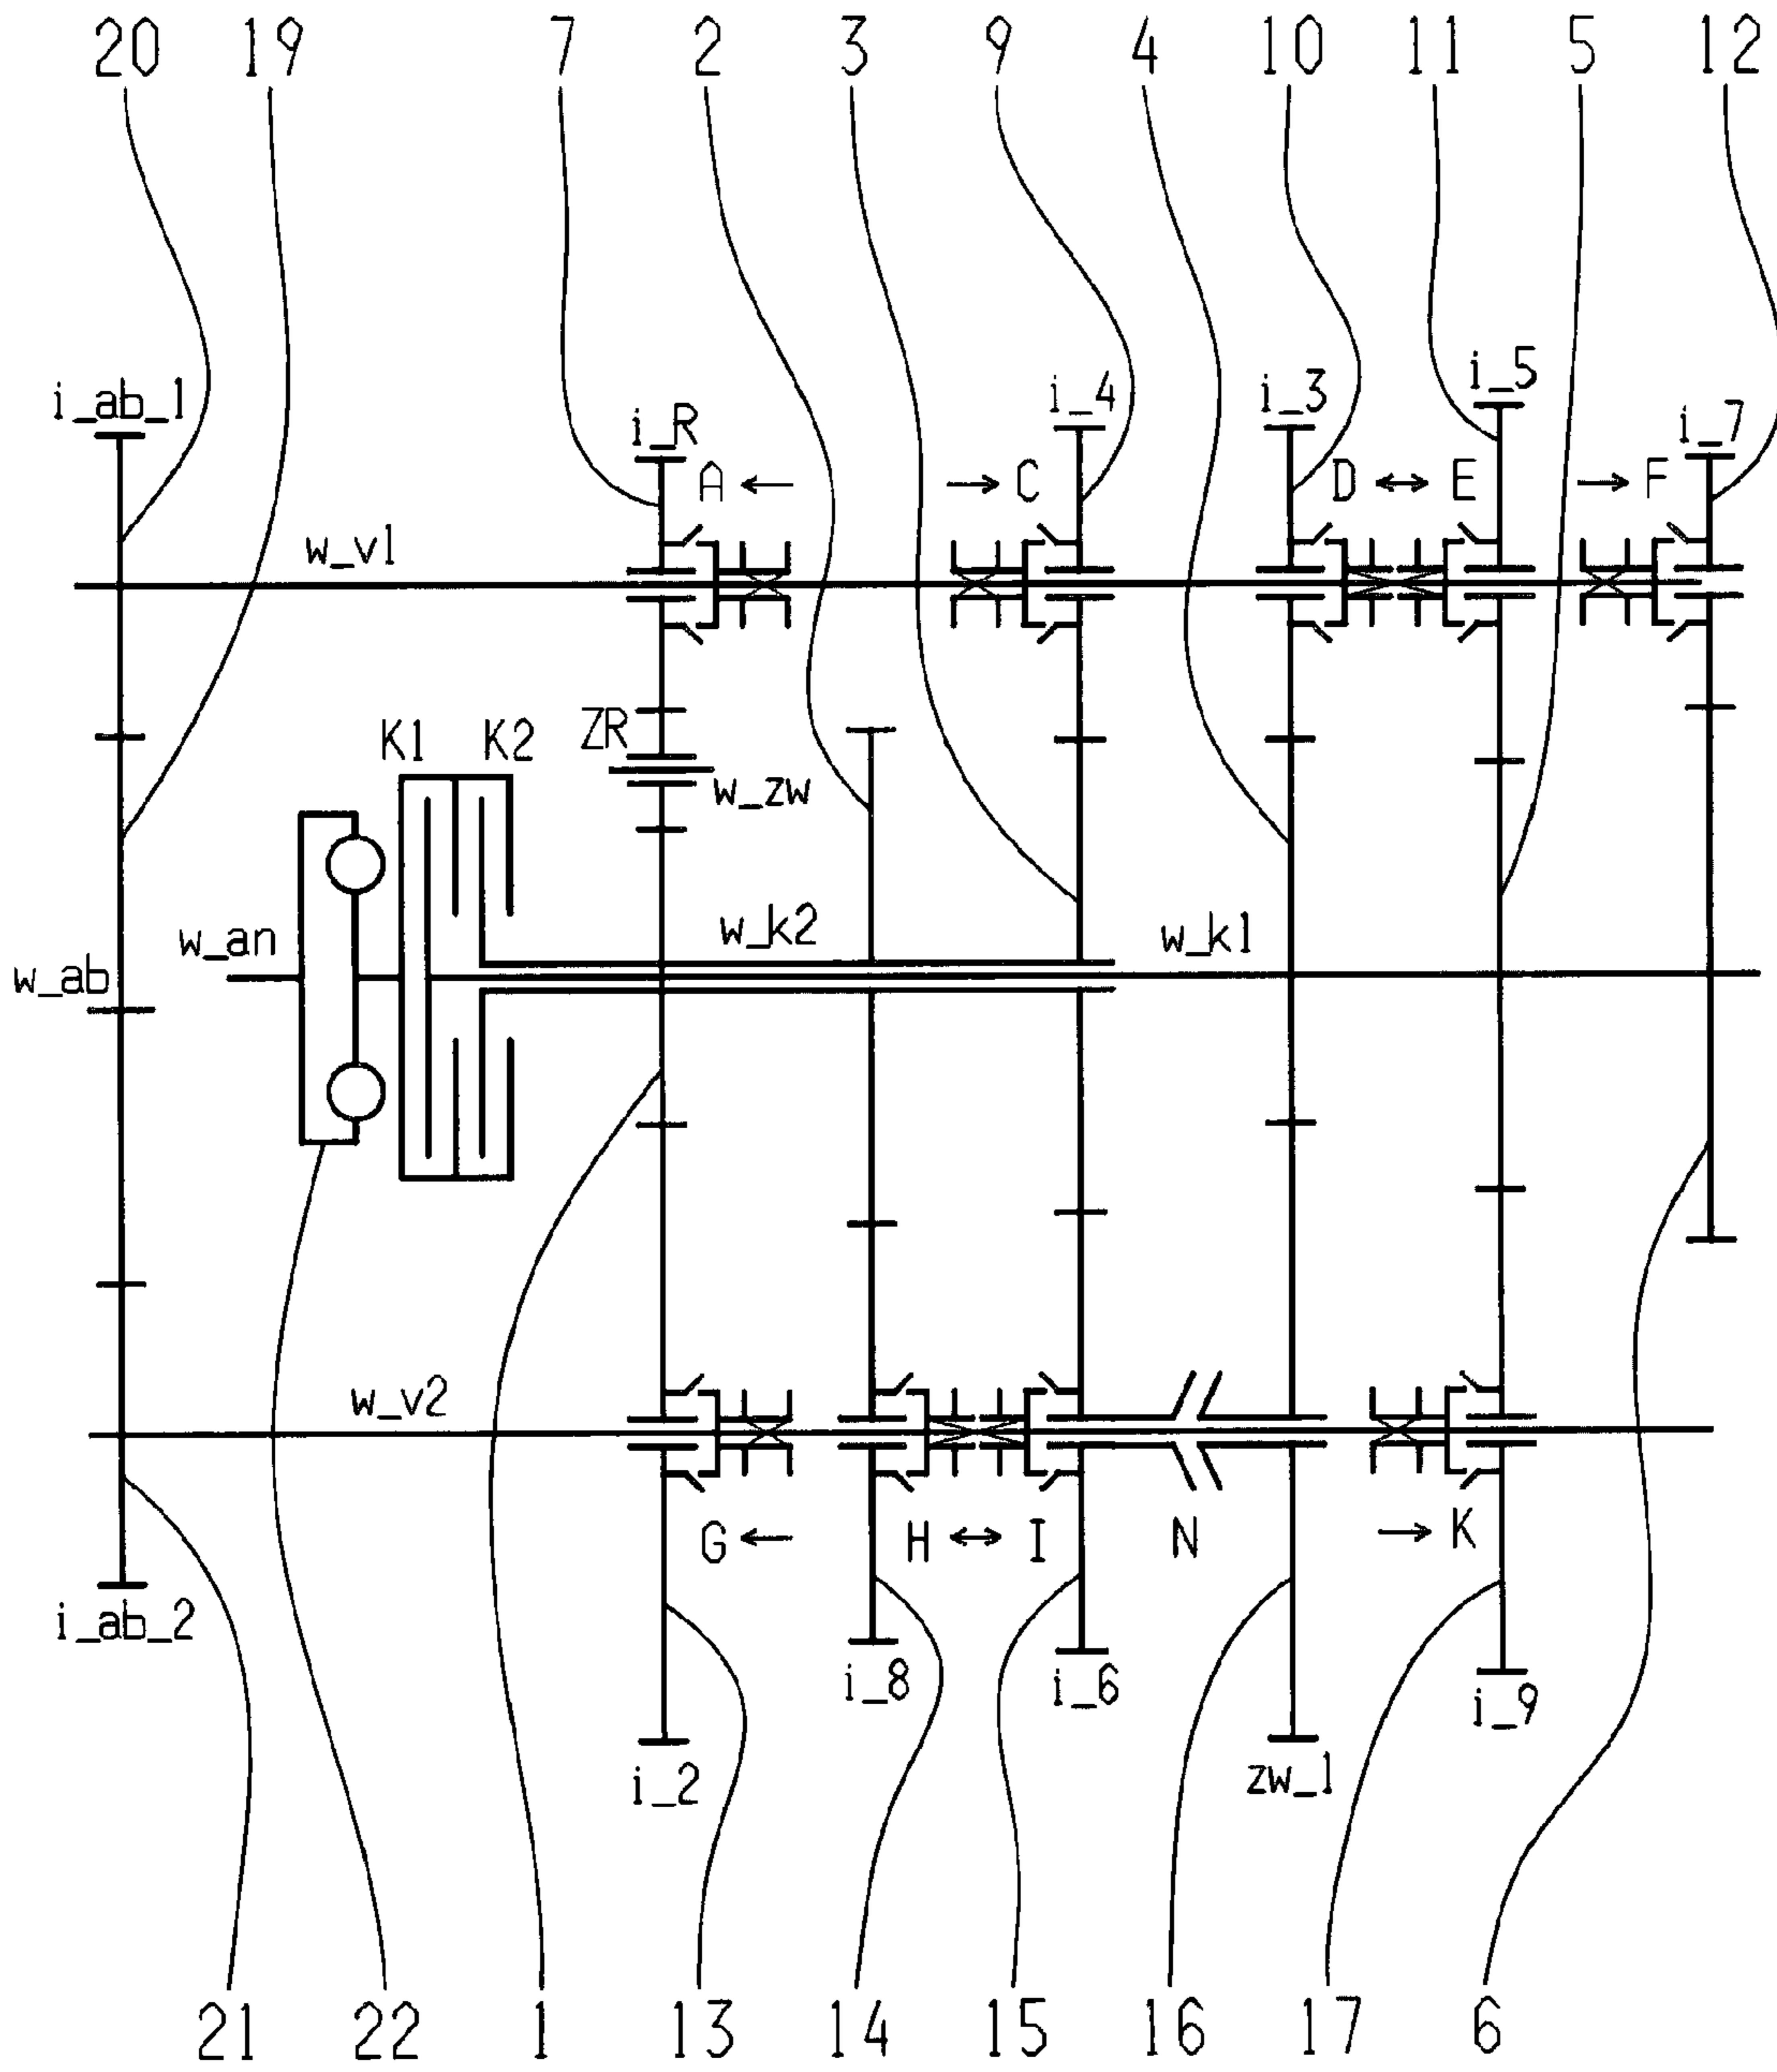 20 19 7 2 3 9 4 10 11 5 12
i_5
i_ab_1 i_R i_4 i_3 i_7
A ← → C D ↔ E → F
w_v1
ZR
K1 K2
w_zw
w_an w_k2 w_k1
w_ab
w_v2
G ← H ↔ I N → K
i_ab_2
i_8 i_6 i_9
i_2 zw_1
21 22 1 13 14 15 16 17 6